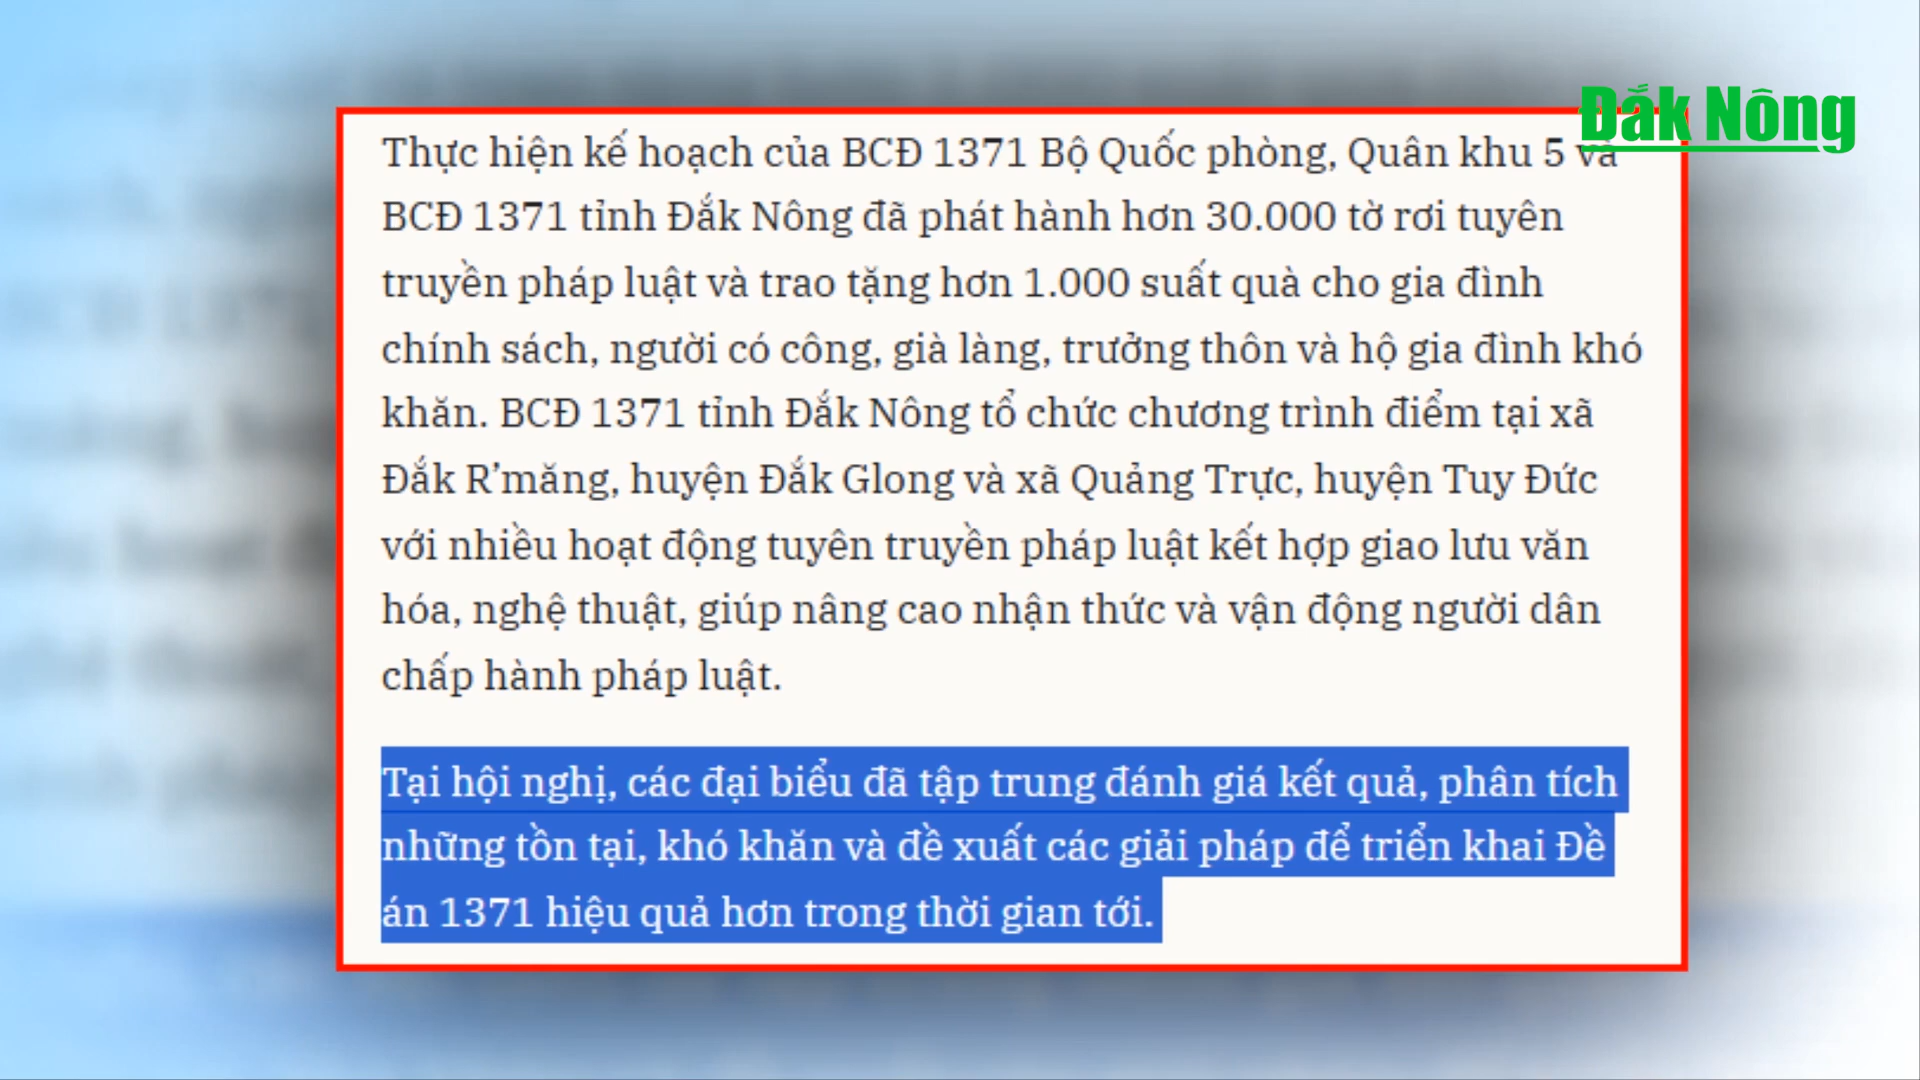 Đắk Nông
Thực hiện kế hoạch của BCĐ 1371 Bộ Quốc phòng, Quân khu 5 và
BCĐ 1371 tỉnh Đắk Nông đã phát hành hơn 30.000 tờ rơi tuyên
truyền pháp luật và trao tặng hơn 1.000 suất quà cho gia đình
chính sách, người có công, già làng, trưởng thôn và hộ gia đình khó
khăn. BCĐ 1371 tỉnh Đắk Nông tổ chức chương trình điểm tại xã
Đắk R’măng, huyện Đắk Glong và xã Quảng Trực, huyện Tuy Đức
với nhiều hoạt động tuyên truyền pháp luật kết hợp giao lưu văn
hóa, nghệ thuật, giúp nâng cao nhận thức và vận động người dân
chấp hành pháp luật.
Tại hội nghị, các đại biểu đã tập trung đánh giá kết quả, phân tích
những tồn tại, khó khăn và đề xuất các giải pháp để triển khai Đề
án 1371 hiệu quả hơn trong thời gian tới.